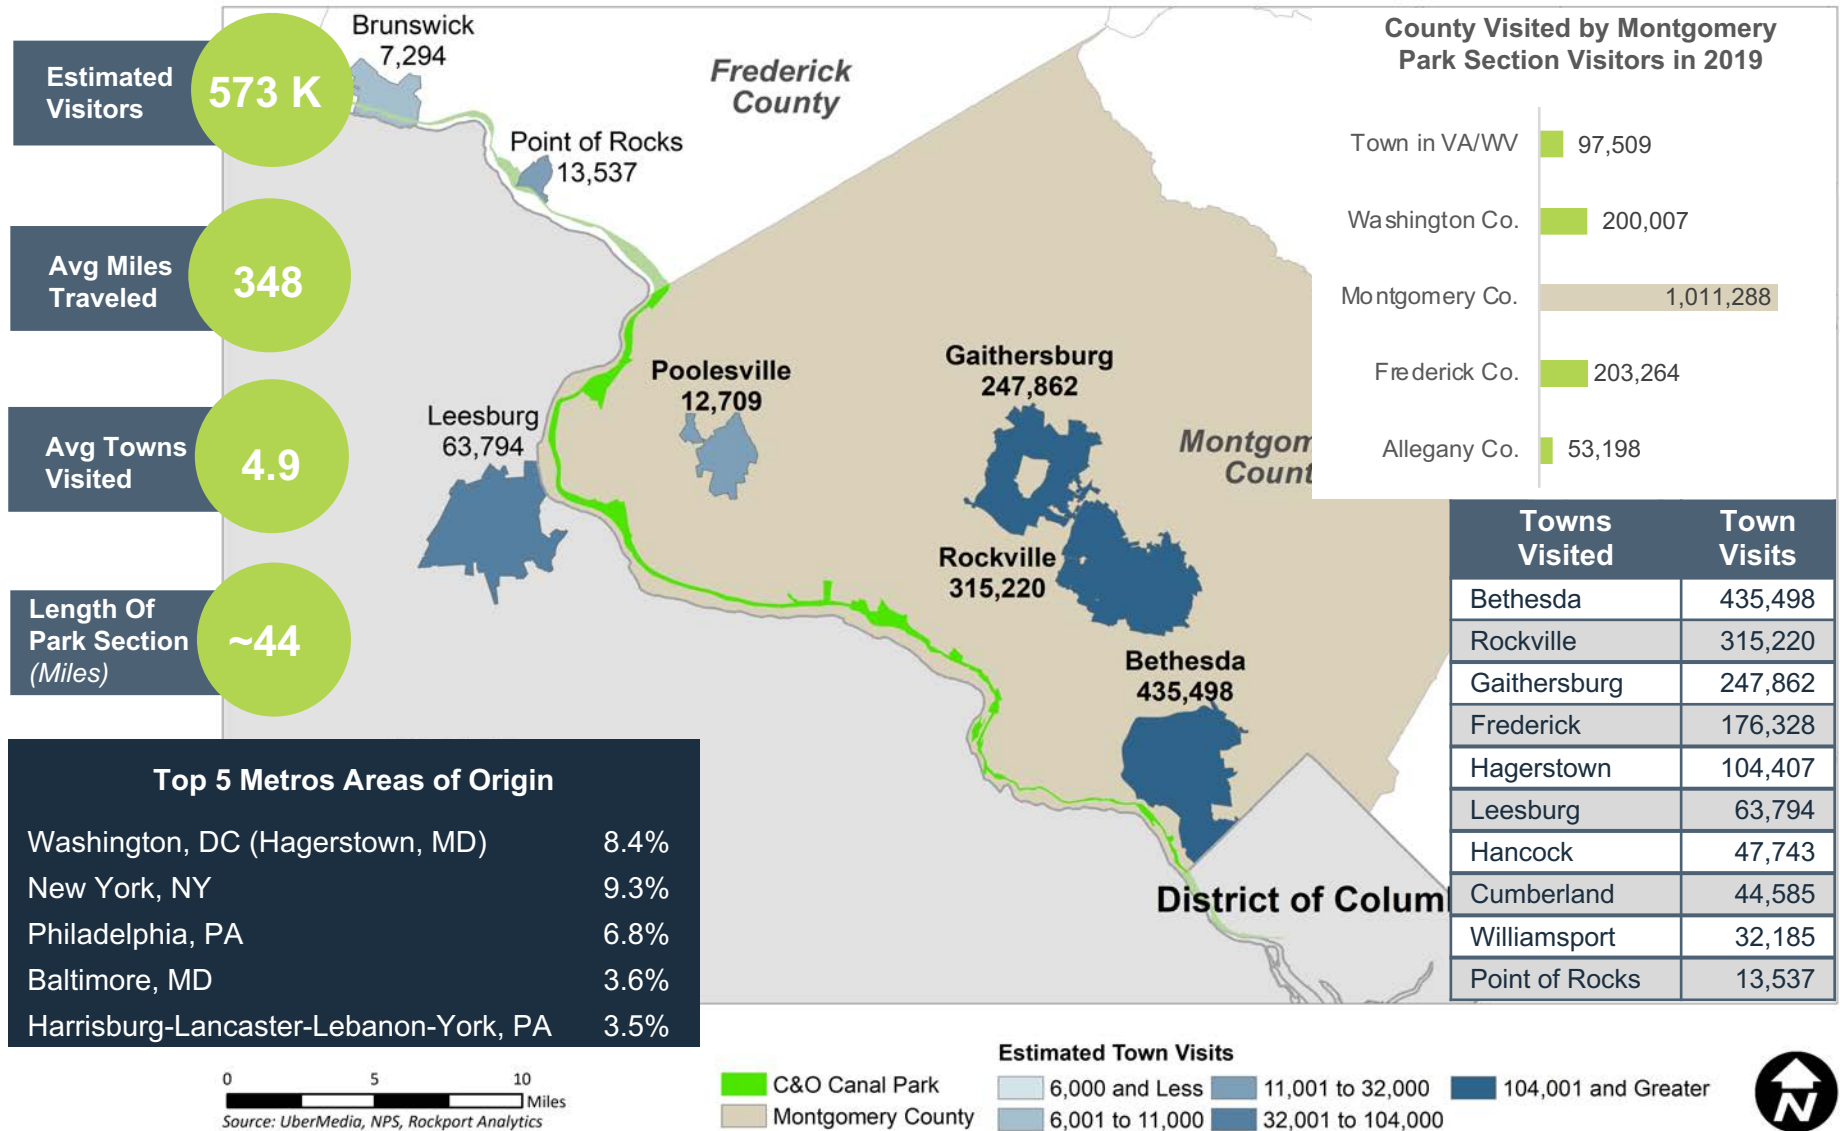 Estimated
Visitors
573 K
Avg Miles
Traveled
348
Avg Towns
Visited
4.9
Length Of
Park Section
(Miles)
~44
Brunswick
7,294
Point of Rocks
13,537
Frederick
County
Leesburg
63,794
Poolesville
12,709
Gaithersburg
247,862
Rockville
315,220
Bethesda
435,498
Montgom
Count
District of Colum
County Visited by Montgomery
Park Section Visitors in 2019
Town in VA/WV 97,509
Washington Co. 200,007
Montgomery Co. 1,011,288
Frederick Co. 203,264
Allegany Co. 53,198
Towns Visited Town Visits
Bethesda 435,498
Rockville 315,220
Gaithersburg 247,862
Frederick 176,328
Hagerstown 104,407
Leesburg 63,794
Hancock 47,743
Cumberland 44,585
Williamsport 32,185
Point of Rocks 13,537
Top 5 Metros Areas of Origin
Washington, DC (Hagerstown, MD) 8.4%
New York, NY 9.3%
Philadelphia, PA 6.8%
Baltimore, MD 3.6%
Harrisburg-Lancaster-Lebanon-York, PA 3.5%
0 5 10
Miles
Source: UberMedia, NPS, Rockport Analytics
C&O Canal Park
Montgomery County
Estimated Town Visits
6,000 and Less
6,001 to 11,000
11,001 to 32,000
32,001 to 104,000
104,001 and Greater
N